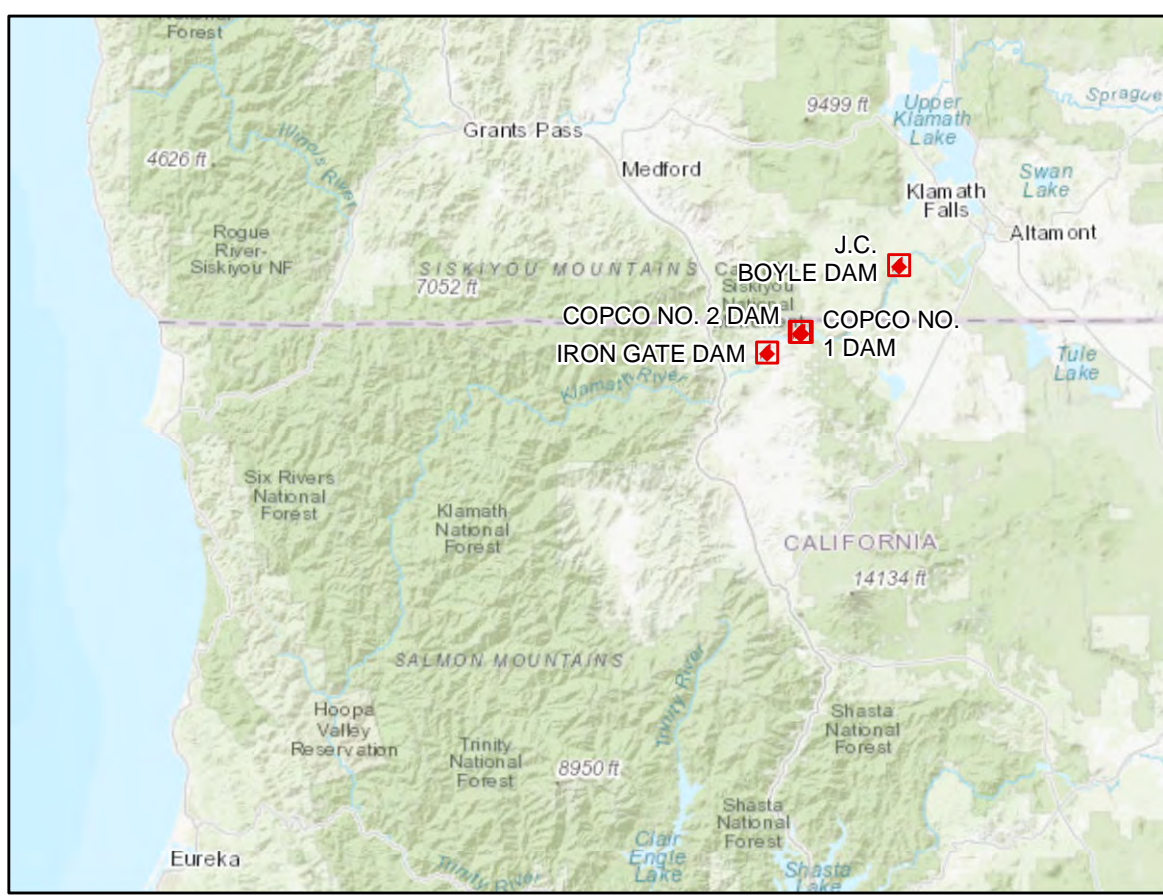 Forest
Grants Pass
9499 ft
Upper
Klamath
Lake
Sprague
Illinois River
4626 ft
Medford
Swan
Lake
Klamath
Falls
Altamont
Rogue
River-
Siskiyou NF
J.C.
BOYLE DAM
SISKIYOU MOUNTAINS
7052 ft
Siskiyou
National
COPCO NO. 2 DAM
COPCO NO.
1 DAM
IRON GATE DAM
Tule
Lake
Klamath River
Six Rivers
National
Forest
Klamath
National
Forest
CALIFORNIA
14134 ft
SALMON MOUNTAINS
Trinity River
Hoopa
Valley
Reservation
Shasta
National
Forest
Trinity
National
Forest
8950 ft
Shasta
National
Forest
Clair
Engle
Lake
Shasta
Lake
Eureka
Trinity River